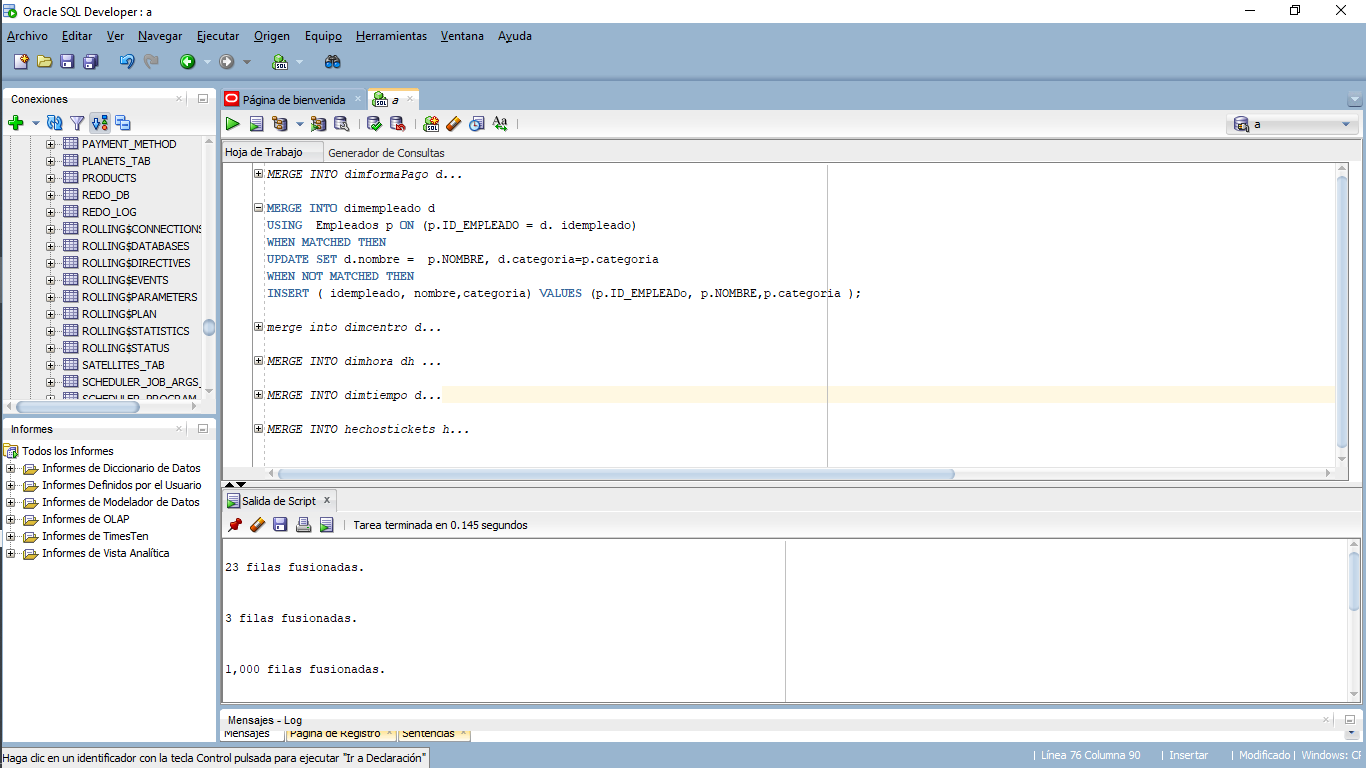 Oracle SQL Developer : a
Archivo Editar Ver Navegar Ejecutar Origen Equipo Herramientas Ventana Ayuda
Conexiones
PAYMENT_METHOD
PLANETS_TAB
PRODUCTS
REDO_DB
REDO_LOG
ROLLING$CONNECTIONS
ROLLING$DATABASES
ROLLING$DIRECTIVES
ROLLING$EVENTS
ROLLING$PARAMETERS
ROLLING$PLAN
ROLLING$STATISTICS
ROLLING$STATUS
SATELLITES_TAB
SCHEDULER_JOB_ARGS_
SCHEDULER_PROGRAM
Informes
Todos los Informes
Informes de Diccionario de Datos
Informes Definidos por el Usuario
Informes de Modelador de Datos
Informes de OLAP
Informes de TimesTen
Informes de Vista Analítica
Página de bienvenida a
a
Hoja de Trabajo Generador de Consultas
MERGE INTO dimformaPago d...
MERGE INTO dimempleado d
USING  Empleados p ON (p.ID_EMPLEADO = d. idempleado)
WHEN MATCHED THEN
UPDATE SET d.nombre =  p.NOMBRE, d.categoria=p.categoria
WHEN NOT MATCHED THEN
INSERT ( idempleado, nombre,categoria) VALUES (p.ID_EMPLEADo, p.NOMBRE,p.categoria );
merge into dimcentro d...
MERGE INTO dimhora dh ...
MERGE INTO dimtiempo d...
MERGE INTO hechostickets h...
Salida de Script
Tarea terminada en 0.145 segundos
23 filas fusionadas.
3 filas fusionadas.
1,000 filas fusionadas.
Mensajes - Log
Mensajes Página de Registro Sentencias
Haga clic en un identificador con la tecla Control pulsada para ejecutar "Ir a Declaración"
Línea 76 Columna 90 Insertar Modificado Windows: CF